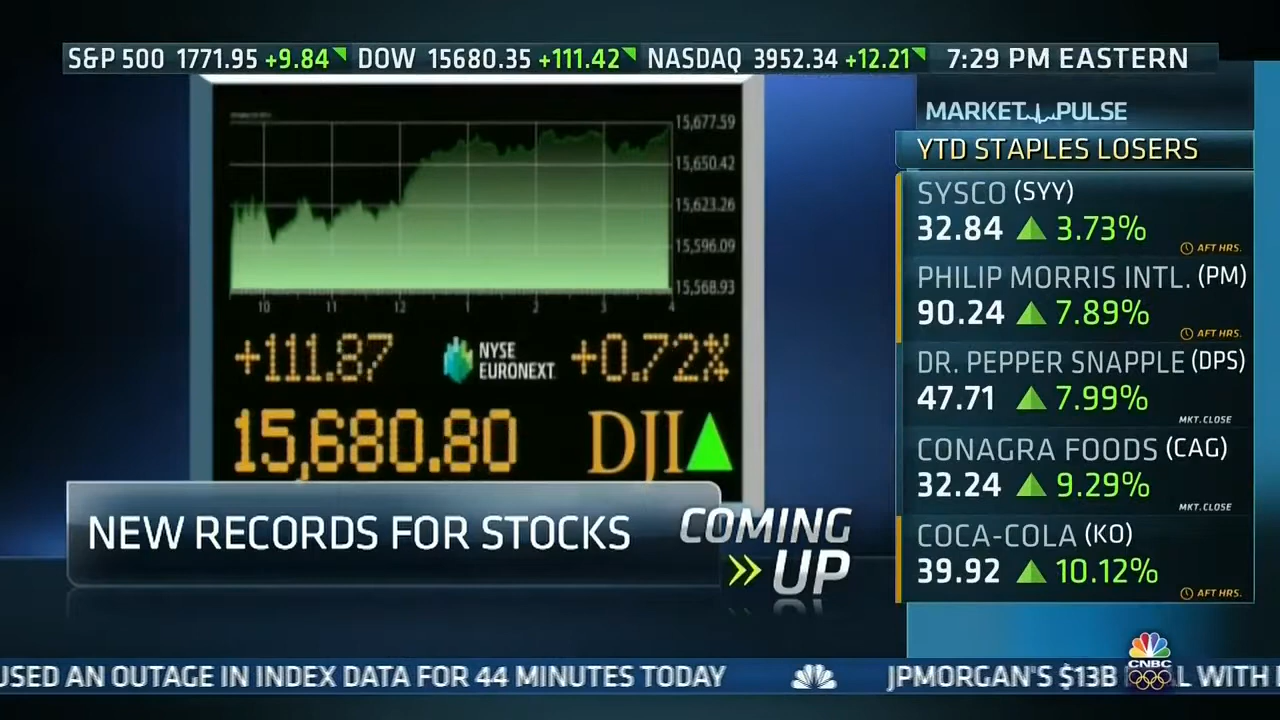 S&P 500 1771.95 +9.84 DOW 15680.35 +111.42 NASDAQ 3952.34 +12.21 7:29 PM EASTERN
15,677.59
15,650.42
15,623.26
15,596.09
15,568.93
10 11 12 1 2 3 4
+111.87 NYSE EURONEXT +0.72%
15,680.80 DJI
NEW RECORDS FOR STOCKS
COMING
UP
MARKET PULSE
YTD STAPLES LOSERS
SYSCO (SYY)
32.84 3.73%
AFT HRS.
PHILIP MORRIS INTL. (PM)
90.24 7.89%
AFT HRS.
DR. PEPPER SNAPPLE (DPS)
47.71 7.99%
MKT. CLOSE
CONAGRA FOODS (CAG)
32.24 9.29%
MKT. CLOSE
COCA-COLA (KO)
39.92 10.12%
AFT HRS.
USED AN OUTAGE IN INDEX DATA FOR 44 MINUTES TODAY JPMORGAN'S $13B L WITH
CNBC